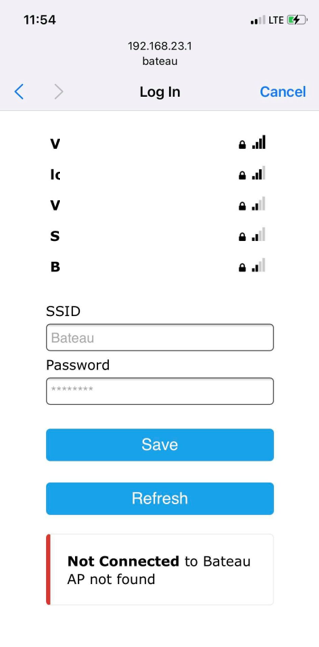 11:54
LTE
192.168.23.1
bateau
Log In
Cancel
V
V
S
B
SSID
Bateau
Password
********
Save
Refresh
Not Connected to Bateau
AP not found